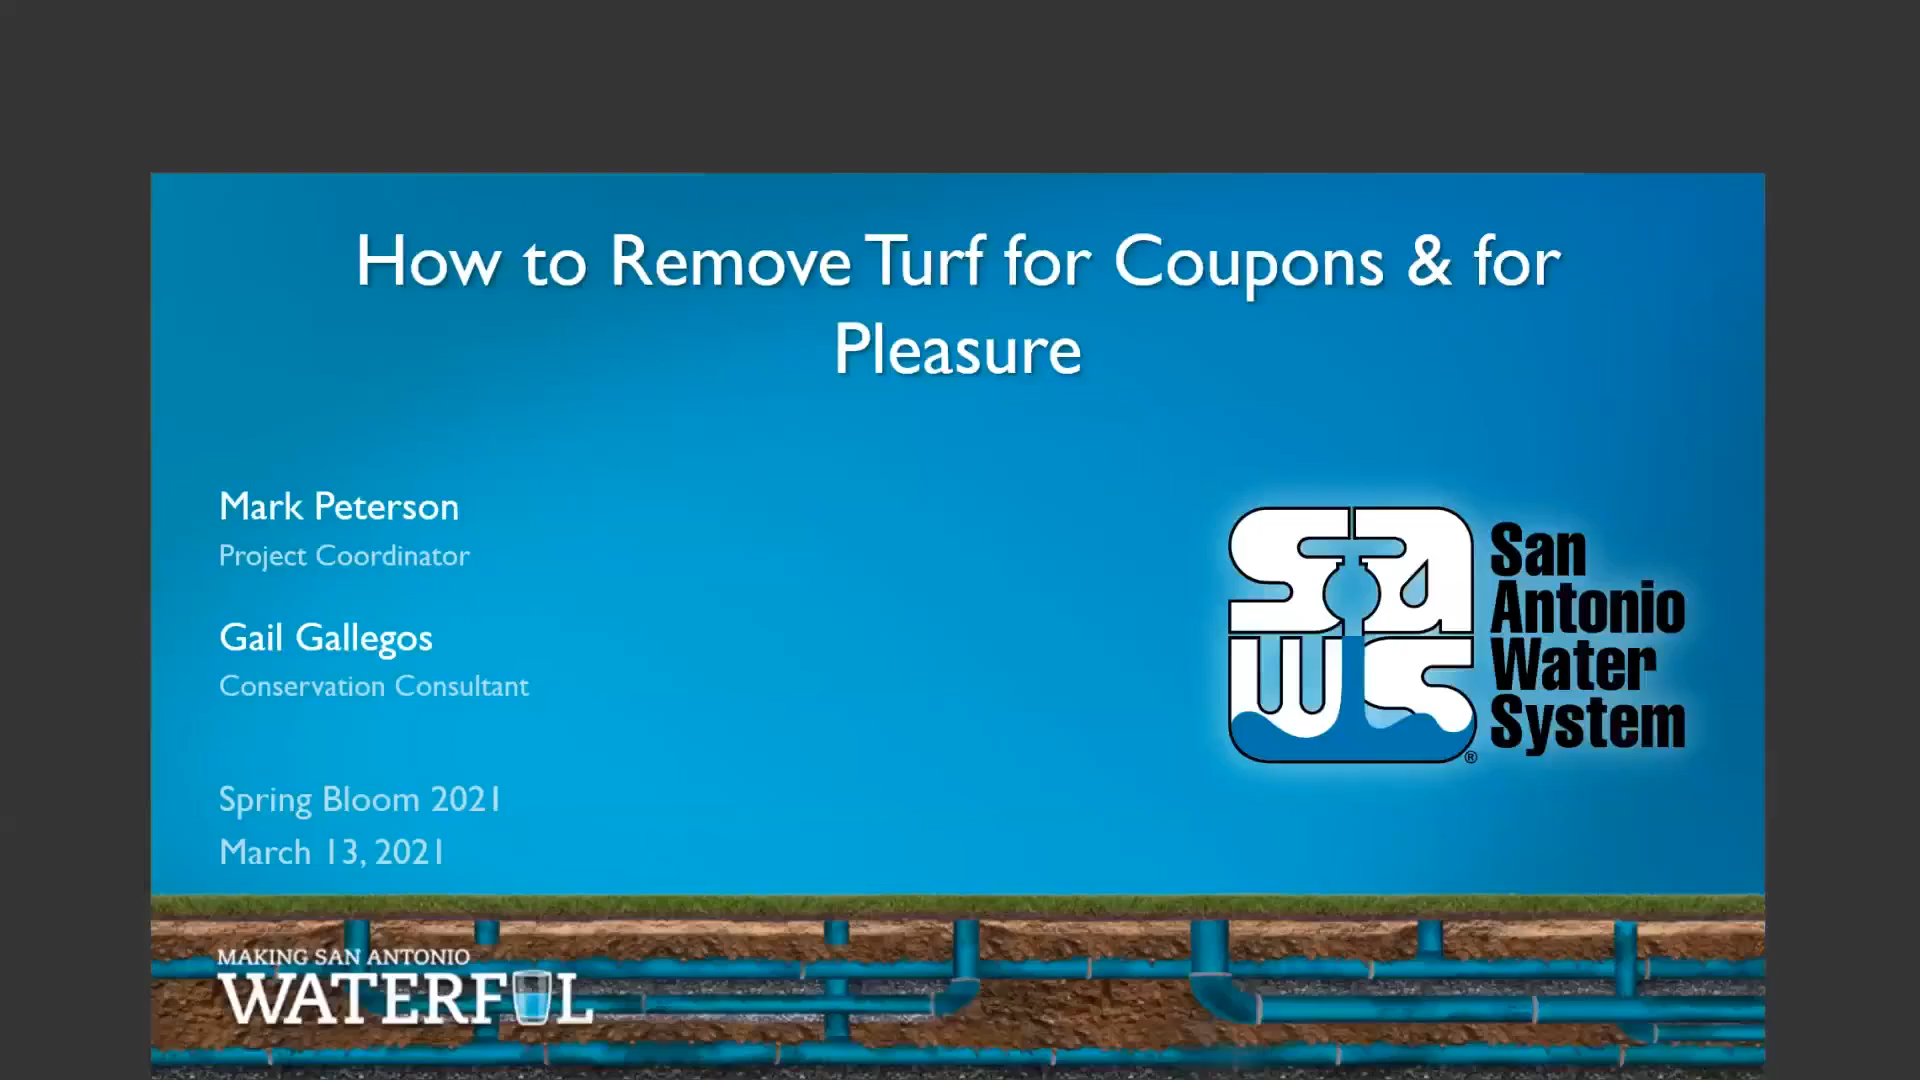 How to Remove Turf for Coupons & for
Pleasure
Mark Peterson
Project Coordinator
Gail Gallegos
Conservation Consultant
Spring Bloom 2021
March 13, 2021
SAWS
San
Antonio
Water
System
®
MAKING SAN ANTONIO
WATERFUL